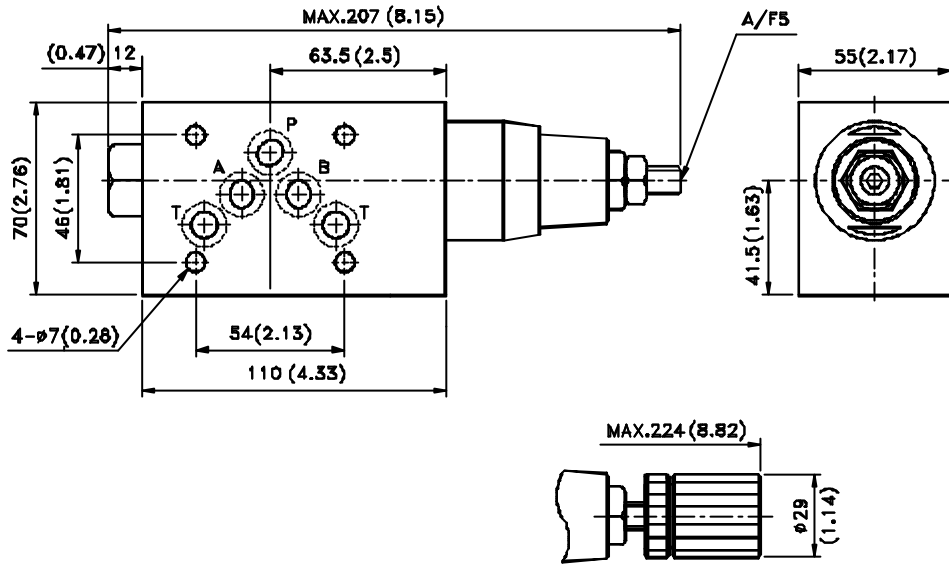 MAX.207 (8.15)
A/F5
(0.47) 12
63.5(2.5)
55(2.17)
P
A
B
T
T
70(2.76)
46(1.81)
41.5(1.63)
4-ø7(0.28)
54(2.13)
110 (4.33)
MAX.224(8.82)
ø29
(1.14)